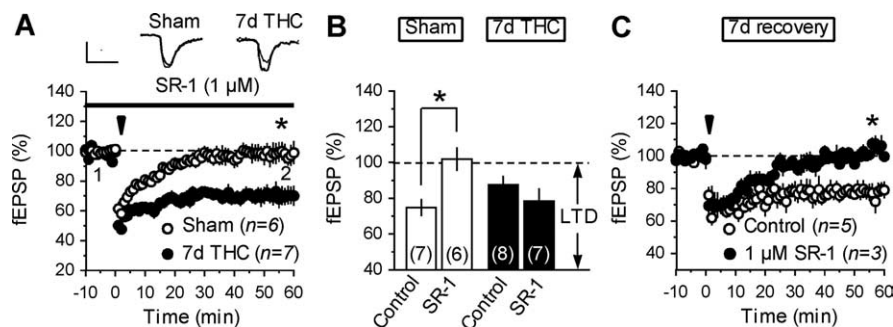 A
Sham
7d THC
SR-1 (1 µM)
*
fEPSP (%)
140
120
100
80
60
40
20
1
2
Sham (n=6)
7d THC (n=7)
-10 0 10 20 30 40 50 60
Time (min)
B
Sham
7d THC
*
fEPSP (%)
140
120
100
80
60
40
LTD
(7)
(6)
(8)
(7)
Control
SR-1
Control
SR-1
C
7d recovery
*
fEPSP (%)
140
120
100
80
60
40
Control (n=5)
1 µM SR-1 (n=3)
-10 0 10 20 30 40 50 60
Time (min)